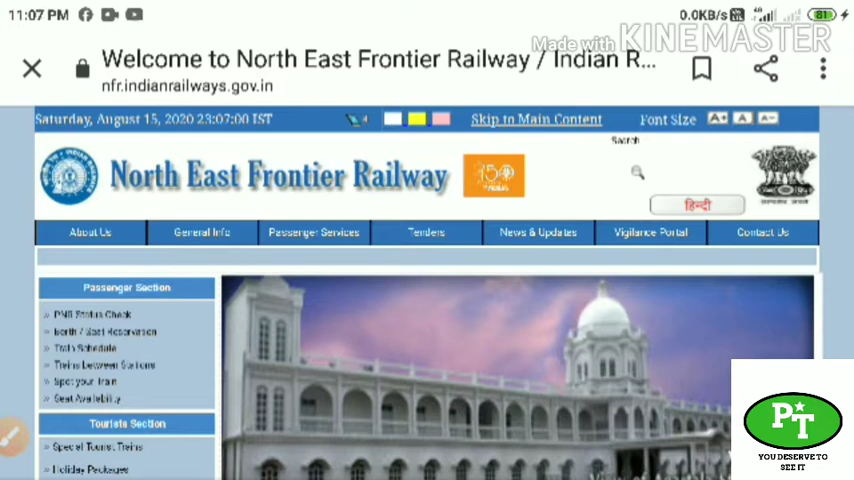 11:07 PM
0.0KB/s
4G
81
Made with KINEMASTER
Welcome to North East Frontier Railway / Indian R...
nfr.indianrailways.gov.in
Saturday, August 15, 2020 23:07:00 IST
Skip to Main Content
Font Size A+ A A-
Search
North East Frontier Railway
हिन्दी
About Us
General Info
Passenger Services
Tenders
News & Updates
Vigilance Portal
Contact Us
Passenger Section
» PNR Status Check
» Berth / Seat Reservation
» Train Schedule
» Trains between Stations
» Spot your Train
» Seat Availability
Tourists Section
» Special Tourist Trains
» Holiday Packages
PT
YOU DESERVE TO
SEE IT